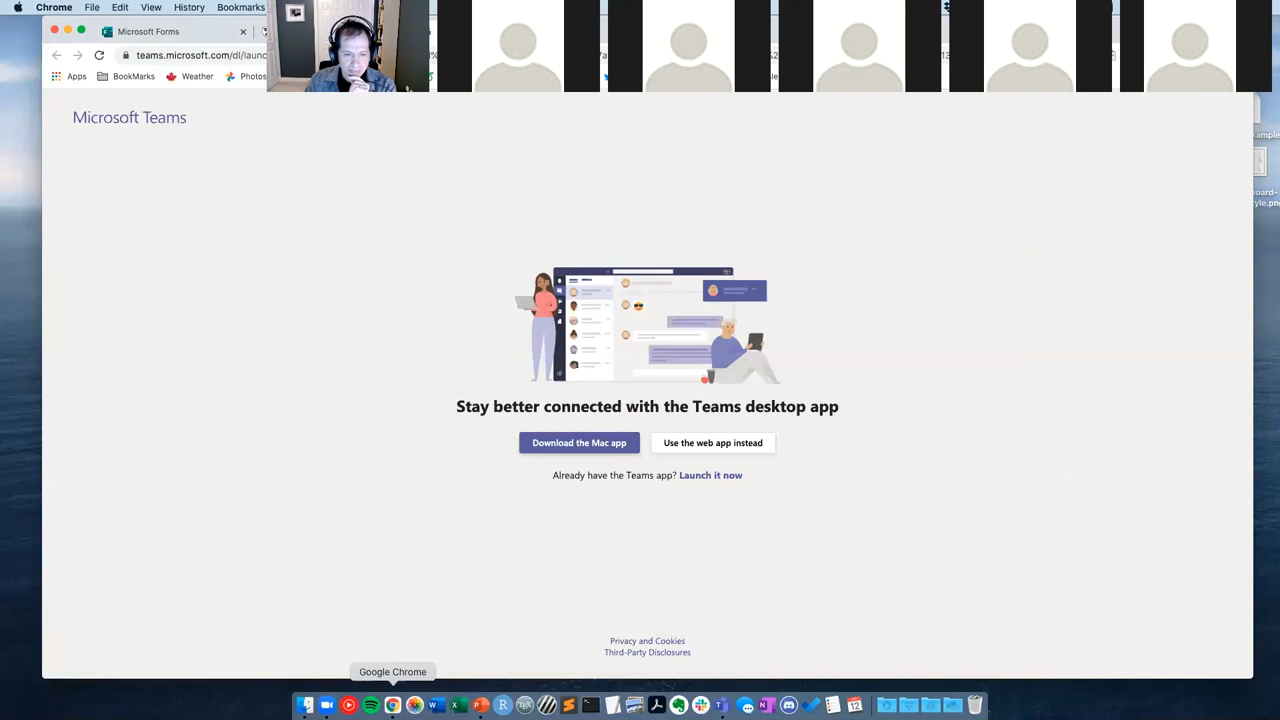 Chrome File Edit View History Bookmarks
Microsoft Forms
teams.microsoft.com/dl/launc
Apps BookMarks Weather Photos
Microsoft Teams
Stay better connected with the Teams desktop app
Download the Mac app Use the web app instead
Already have the Teams app? Launch it now
Privacy and Cookies
Third-Party Disclosures
Google Chrome